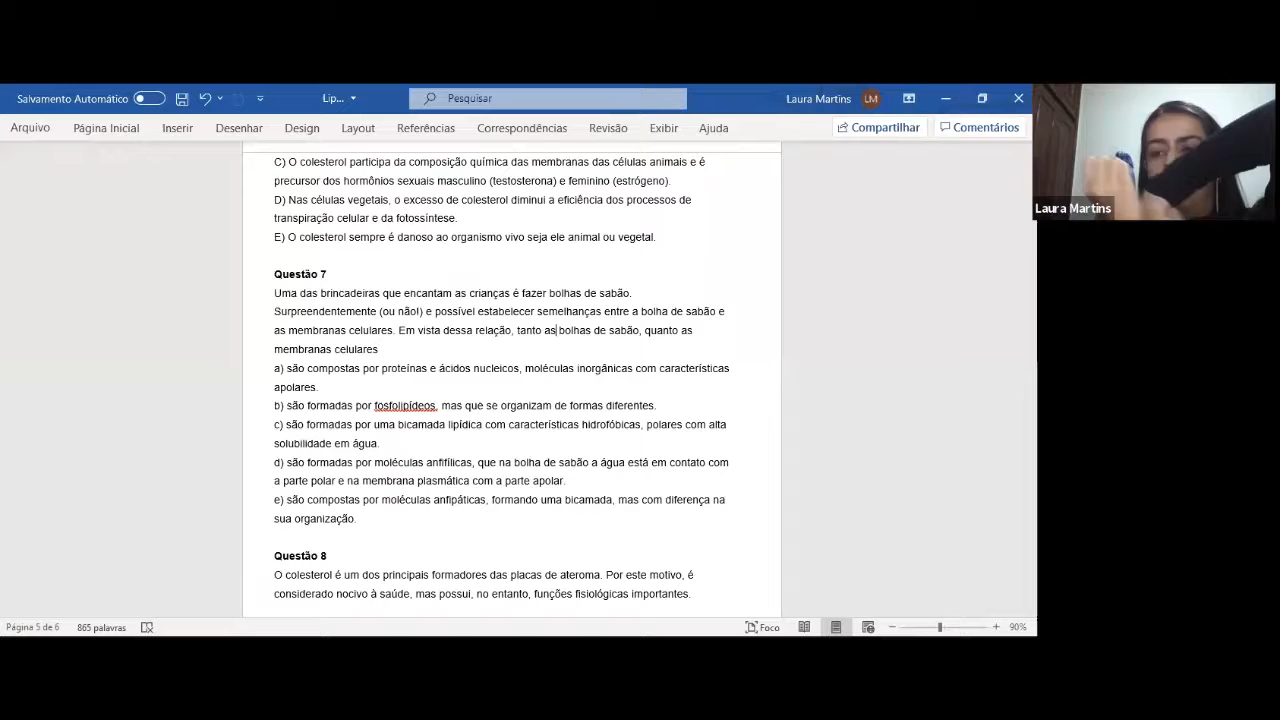 Salvamento Automático
Lip...
Pesquisar
Laura Martins
LM
Arquivo
Página Inicial
Inserir
Desenhar
Design
Layout
Referências
Correspondências
Revisão
Exibir
Ajuda
Compartilhar
Comentários
C) O colesterol participa da composição química das membranas das células animais e é
precursor dos hormônios sexuais masculino (testosterona) e feminino (estrógeno).
D) Nas células vegetais, o excesso de colesterol diminui a eficiência dos processos de
transpiração celular e da fotossíntese.
E) O colesterol sempre é danoso ao organismo vivo seja ele animal ou vegetal.
Questão 7
Uma das brincadeiras que encantam as crianças é fazer bolhas de sabão.
Surpreendentemente (ou não!) e possível estabelecer semelhanças entre a bolha de sabão e
as membranas celulares. Em vista dessa relação, tanto as bolhas de sabão, quanto as
membranas celulares
a) são compostas por proteínas e ácidos nucleicos, moléculas inorgânicas com características
apolares.
b) são formadas por fosfolipídeos, mas que se organizam de formas diferentes.
c) são formadas por uma bicamada lipídica com características hidrofóbicas, polares com alta
solubilidade em água.
d) são formadas por moléculas anfifílicas, que na bolha de sabão a água está em contato com
a parte polar e na membrana plasmática com a parte apolar.
e) são compostas por moléculas anfipáticas, formando uma bicamada, mas com diferença na
sua organização.
Questão 8
O colesterol é um dos principais formadores das placas de ateroma. Por este motivo, é
considerado nocivo à saúde, mas possui, no entanto, funções fisiológicas importantes.
Página 5 de 6
865 palavras
Foco
90%
Laura Martins